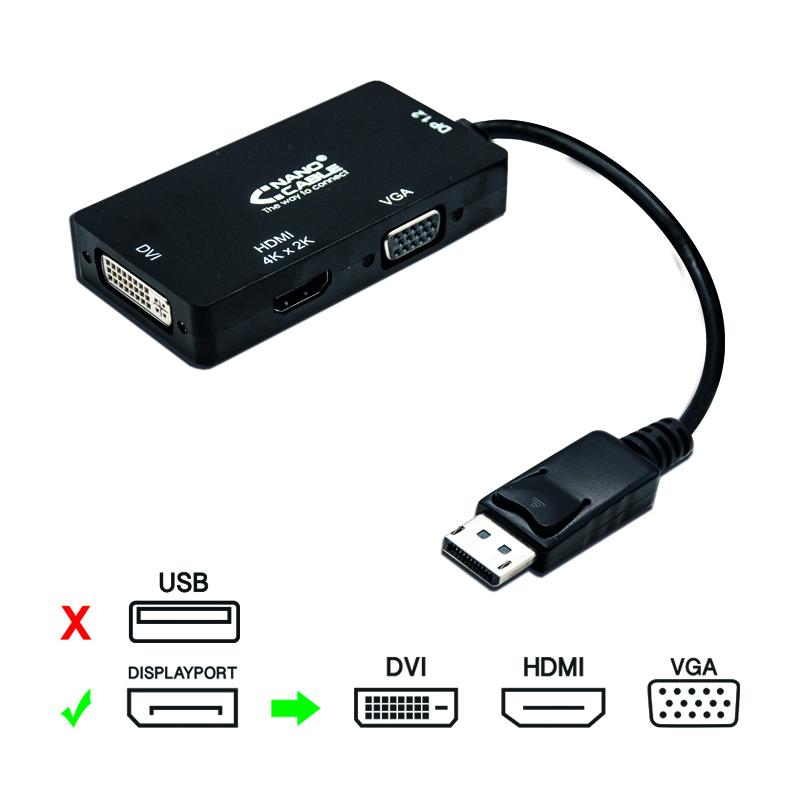 DP 1.2
NANO®
CABLE
The way to connect
VGA
HDMI
4K x 2K
DVI
USB
X
DISPLAYPORT
DVI
HDMI
VGA